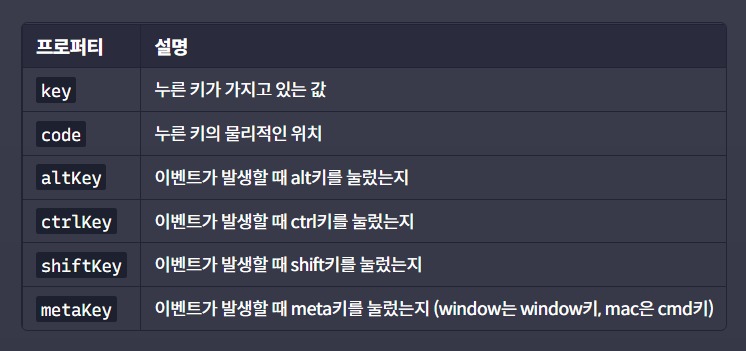 프로퍼티 설명
key 누른 키가 가지고 있는 값
code 누른 키의 물리적인 위치
altKey 이벤트가 발생할 때 alt키를 눌렀는지
ctrlKey 이벤트가 발생할 때 ctrl키를 눌렀는지
shiftKey 이벤트가 발생할 때 shift키를 눌렀는지
metaKey 이벤트가 발생할 때 meta키를 눌렀는지 (window는 window키, mac은 cmd키)